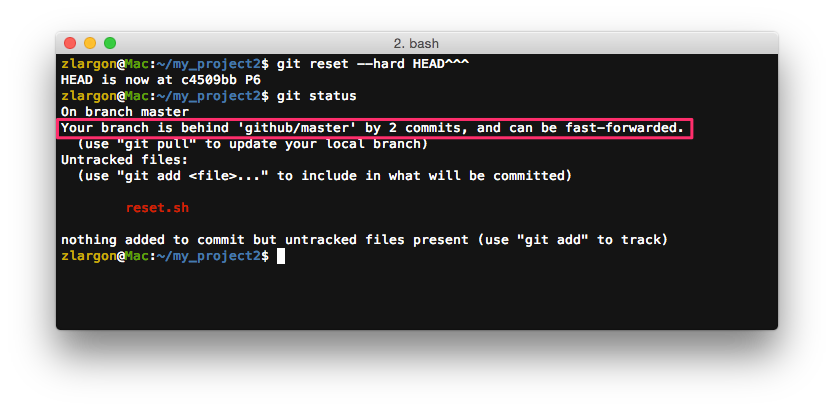 2. bash
zlargon@Mac:~/my_project2$ git reset --hard HEAD^^^
HEAD is now at c4509bb P6
zlargon@Mac:~/my_project2$ git status
On branch master
Your branch is behind 'github/master' by 2 commits, and can be fast-forwarded.
(use "git pull" to update your local branch)
Untracked files:
(use "git add <file>..." to include in what will be committed)
reset.sh
nothing added to commit but untracked files present (use "git add" to track)
zlargon@Mac:~/my_project2$